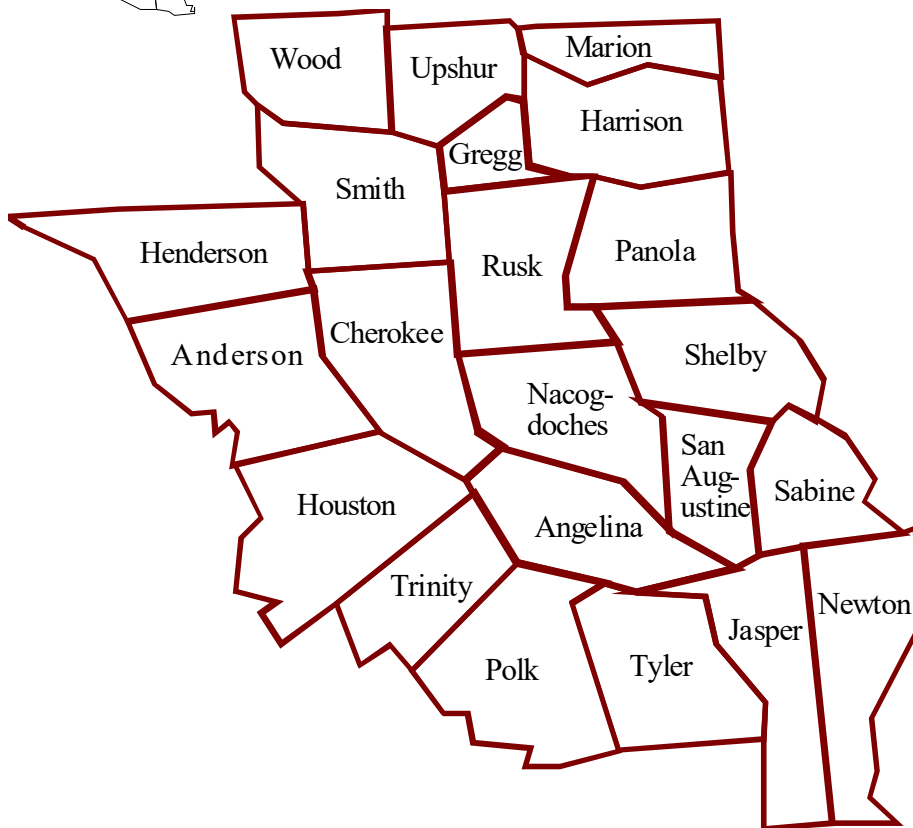 Wood
Upshur
Marion
Harrison
Gregg
Smith
Henderson
Rusk
Panola
Cherokee
Anderson
Shelby
Nacog-
doches
San
Aug-
ustine
Sabine
Houston
Angelina
Trinity
Newton
Jasper
Polk
Tyler